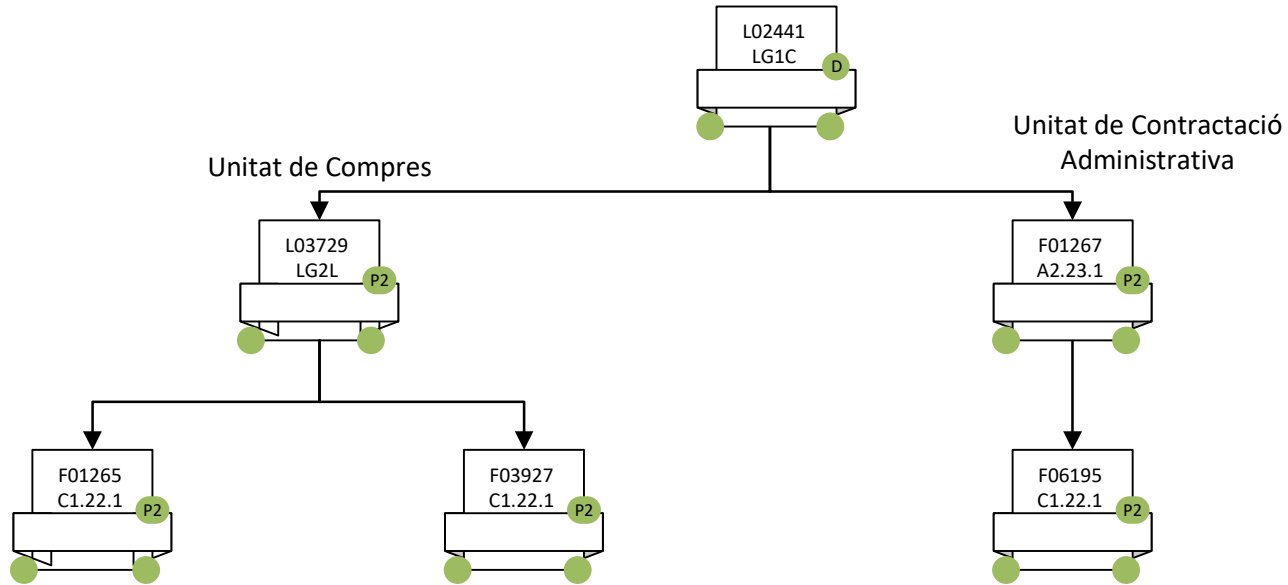 L02441
LG1C
D
Unitat de Contractació
Administrativa
Unitat de Compres
L03729
LG2L
P2
F01267
A2.23.1
P2
F01265
C1.22.1
P2
F03927
C1.22.1
P2
F06195
C1.22.1
P2